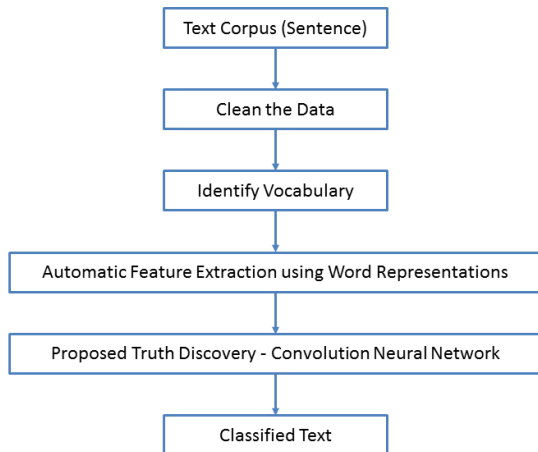 Text Corpus (Sentence)
Clean the Data
Identify Vocabulary
Automatic Feature Extraction using Word Representations
Proposed Truth Discovery - Convolution Neural Network
Classified Text